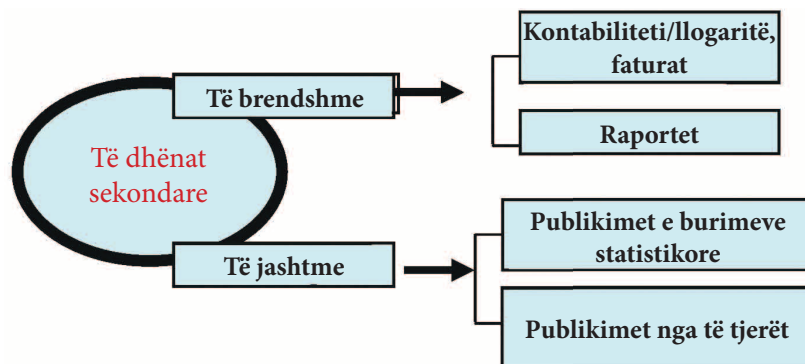 Të dhënat
sekondare
Të brendshme
Kontabiliteti/llogaritë,
faturat
Raportet
Të jashtme
Publikimet e burimeve
statistikore
Publikimet nga të tjerët